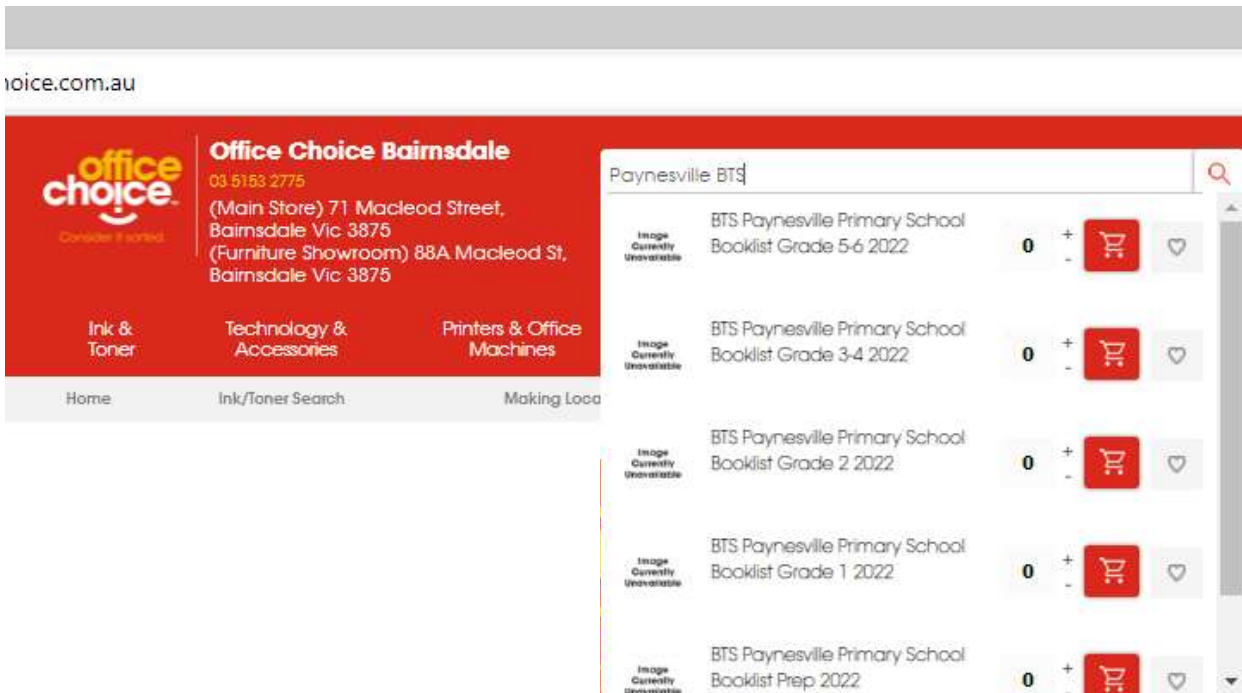 hoice.com.au
office
choice.
Consider it sorted.
Office Choice Bairnsdale
03 5153 2775
(Main Store) 71 Macleod Street,
Bairnsdale Vic 3875
(Furniture Showroom) 88A Macleod St,
Bairnsdale Vic 3875
Ink &
Toner
Technology &
Accessories
Printers & Office
Machines
Home
Ink/Toner Search
Making Loca
Paynesville BTS
Image
Currently
Unavailable
BTS Paynesville Primary School
Booklist Grade 5-6 2022
0
+
-
Image
Currently
Unavailable
BTS Paynesville Primary School
Booklist Grade 3-4 2022
0
+
-
Image
Currently
Unavailable
BTS Paynesville Primary School
Booklist Grade 2 2022
0
+
-
Image
Currently
Unavailable
BTS Paynesville Primary School
Booklist Grade 1 2022
0
+
-
Image
Currently
Unavailable
BTS Paynesville Primary School
Booklist Prep 2022
0
+
-